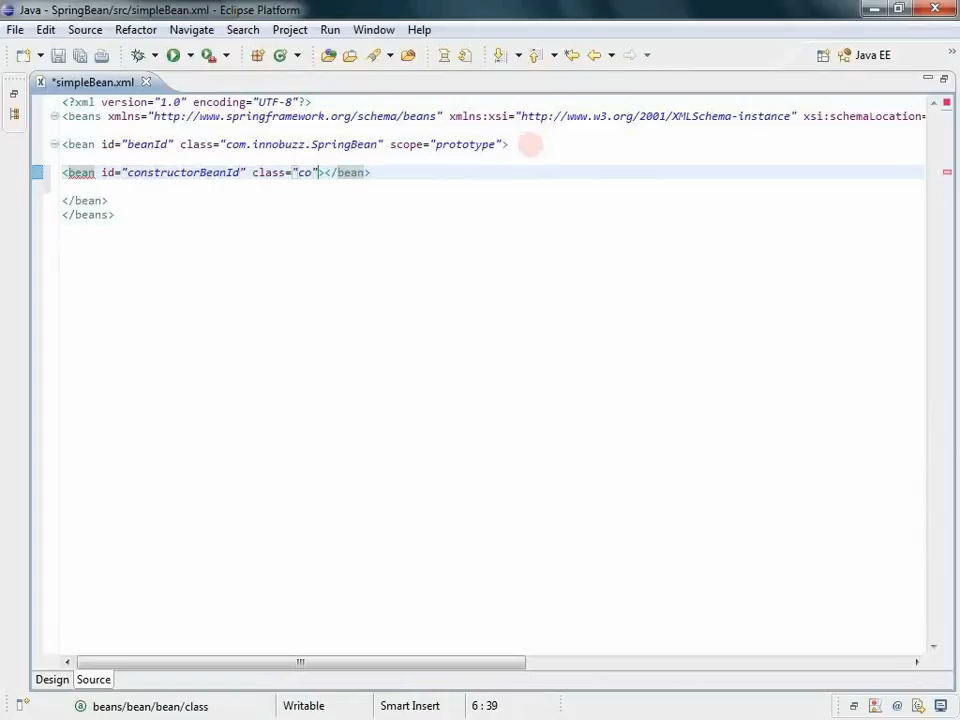 Java - SpringBean/src/simpleBean.xml - Eclipse Platform
File Edit Source Refactor Navigate Search Project Run Window Help
Java EE
*simpleBean.xml
<?xml version="1.0" encoding="UTF-8"?>
<beans xmlns="http://www.springframework.org/schema/beans" xmlns:xsi="http://www.w3.org/2001/XMLSchema-instance" xsi:schemaLocation=
<bean id="beanId" class="com.innobuzz.SpringBean" scope="prototype">
<bean id="constructorBeanId" class="co"></bean>
</bean>
</beans>
Design Source
beans/bean/bean/class Writable Smart Insert 6 : 39